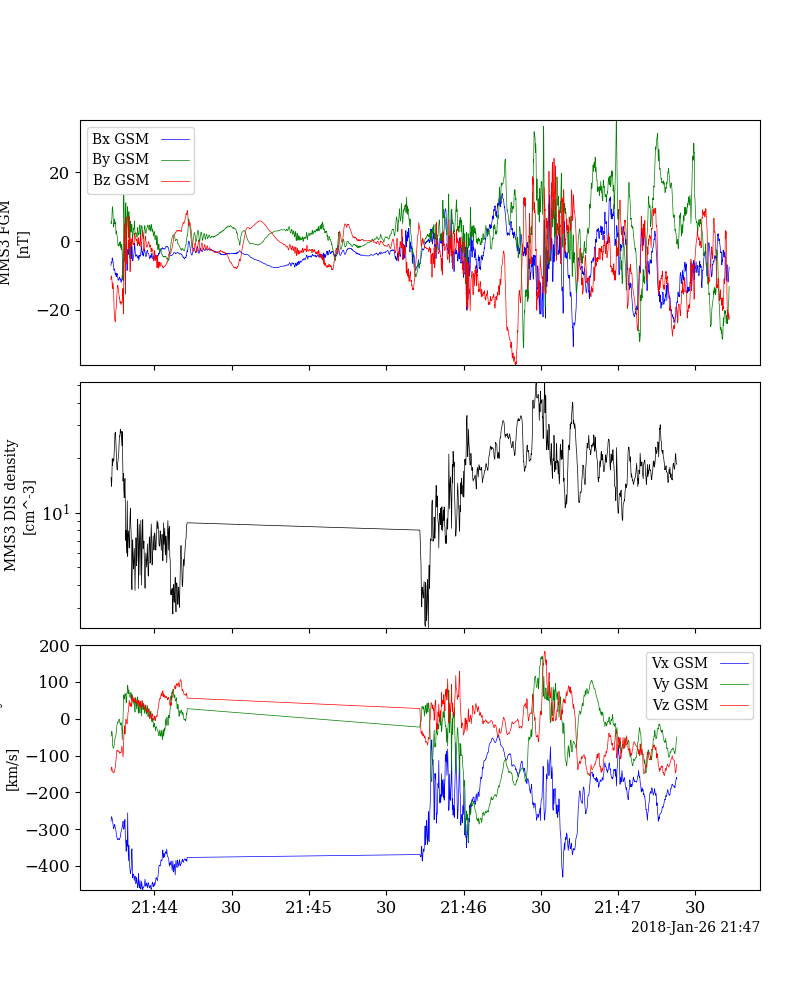 Bx GSM
By GSM
Bz GSM
20
0
−20
MMS3 FGM
[nT]
10^1
MMS3 DIS density
[cm^-3]
Vx GSM
Vy GSM
Vz GSM
200
100
0
−100
−200
−300
−400
[km/s]
21:44 30 21:45 30 21:46 30 21:47 30
2018-Jan-26 21:47